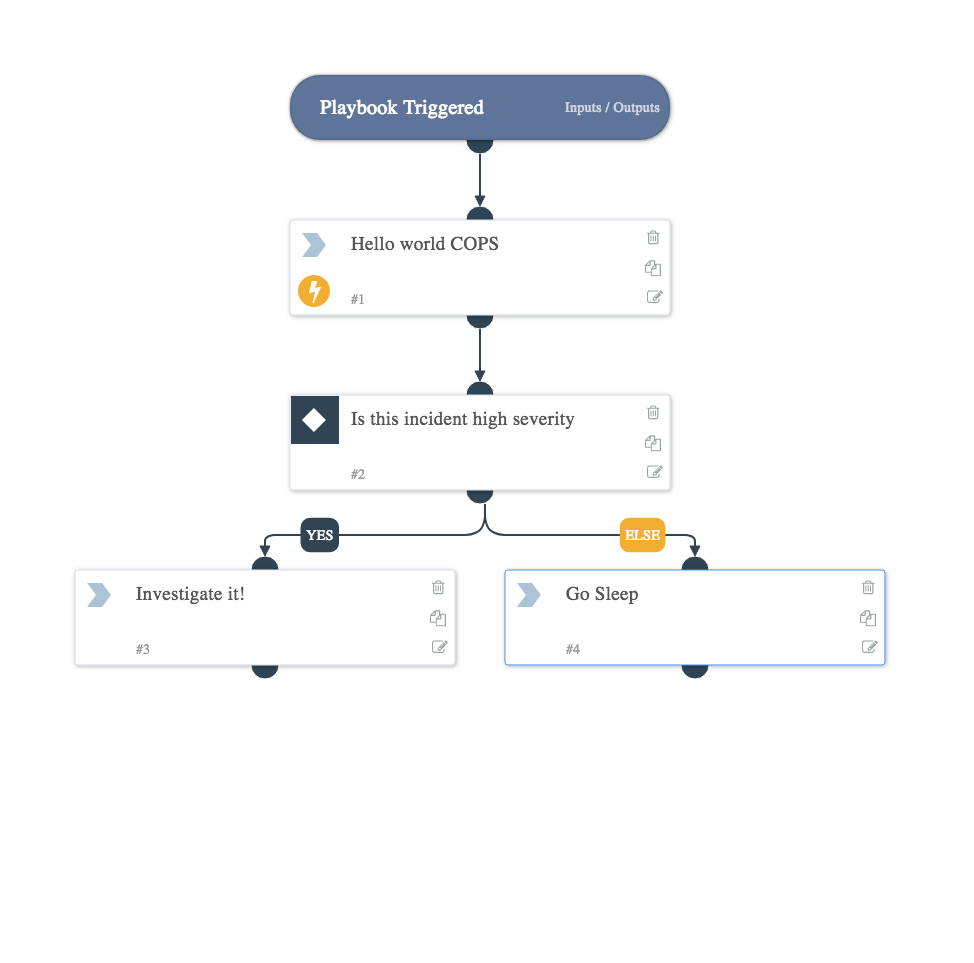 Playbook Triggered Inputs / Outputs
Hello world COPS
#1
Is this incident high severity
#2
YES ELSE
Investigate it!
#3
Go Sleep
#4